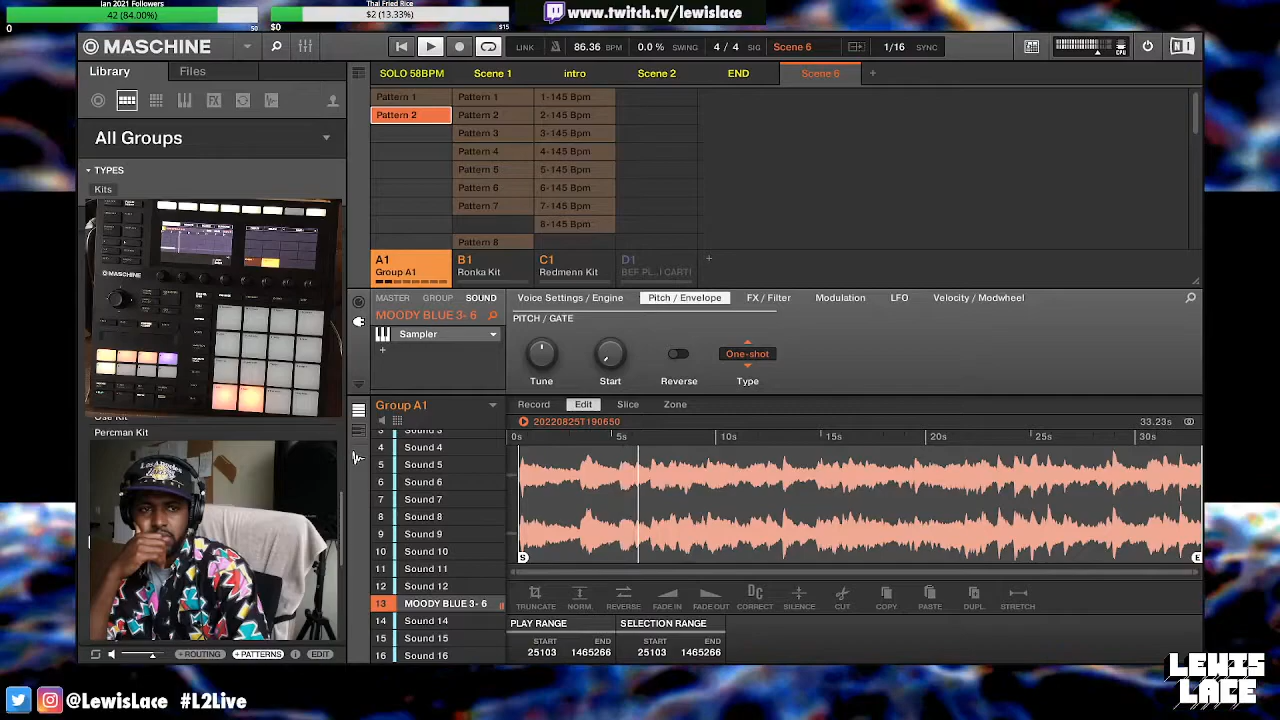 Jan 2021 Followers
42 (84.00%)
0
50
Thai Fried Rice
$2 (13.33%)
$0
$15
www.twitch.tv/lewislace
MASCHINE
LINK
86.36 BPM
0.0 % SWING
4 / 4 SIG
Scene 6
1/16 SYNC
Library
Files
SOLO 58BPM
Scene 1
intro
Scene 2
END
Scene 6
+
Pattern 1
Pattern 1
1-145 Bpm
Pattern 2
Pattern 2
2-145 Bpm
Pattern 3
3-145 Bpm
Pattern 4
4-145 Bpm
Pattern 5
5-145 Bpm
Pattern 6
6-145 Bpm
Pattern 7
7-145 Bpm
8-145 Bpm
Pattern 8
All Groups
TYPES
Kits
A1
Group A1
B1
Ronka Kit
C1
Redmenn Kit
D1
BEF PL.. I CARTI
+
MASTER
GROUP
SOUND
Voice Settings / Engine
Pitch / Envelope
FX / Filter
Modulation
LFO
Velocity / Modwheel
MOODY BLUE 3- 6
PITCH / GATE
Sampler
+
One-shot
Tune
Start
Reverse
Type
MASCHINE
Percman Kit
Group A1
Record
Edit
Slice
Zone
20220825T190650
33.23s
0s
5s
10s
15s
20s
25s
30s
4 Sound 4
5 Sound 5
6 Sound 6
7 Sound 7
8 Sound 8
9 Sound 9
10 Sound 10
11 Sound 11
12 Sound 12
13 MOODY BLUE 3- 6
14 Sound 14
15 Sound 15
16 Sound 16
S
E
TRUNCATE
NORM.
REVERSE
FADE IN
FADE OUT
DC
CORRECT
SILENCE
CUT
COPY
PASTE
DUPL.
STRETCH
PLAY RANGE
SELECTION RANGE
START
END
START
END
25103
1465266
25103
1465266
+ROUTING
+PATTERNS
i
EDIT
Los Angeles
@LewisLace #L2Live
LEWIS
LACE